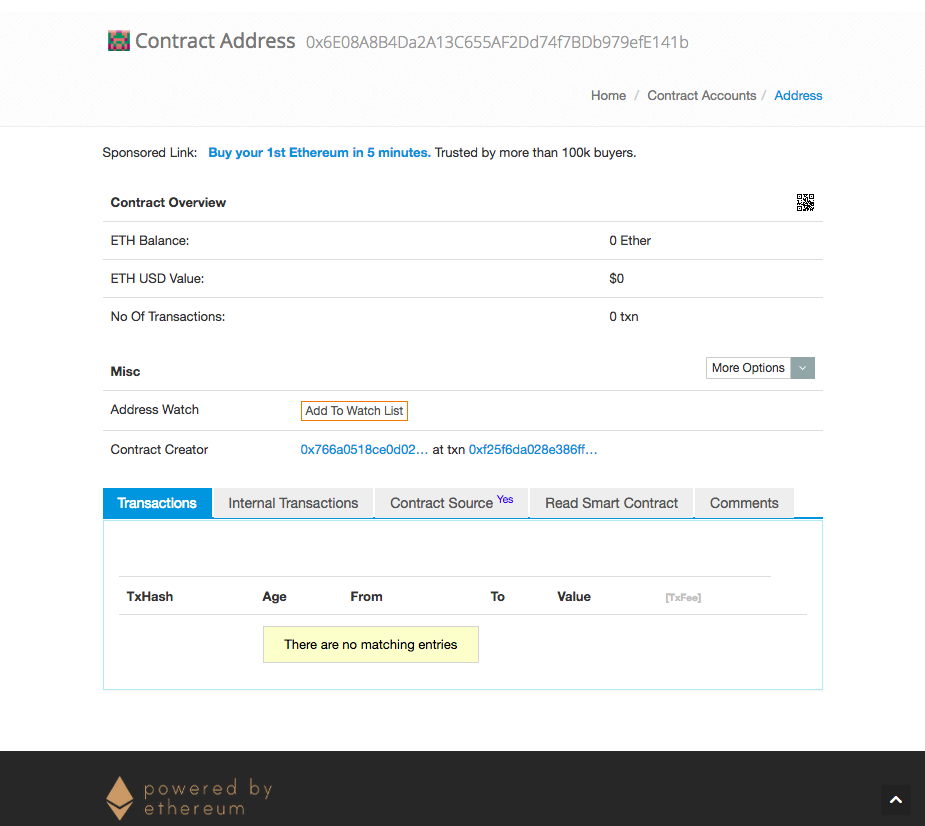 Contract Address 0x6E08A8B4Da2A13C655AF2Dd74f7BDb979efE141b
Home / Contract Accounts / Address
Sponsored Link: Buy your 1st Ethereum in 5 minutes. Trusted by more than 100k buyers.
Contract Overview
ETH Balance: 0 Ether
ETH USD Value: $0
No Of Transactions: 0 txn
Misc More Options
Address Watch Add To Watch List
Contract Creator 0x766a0518ce0d02... at txn 0xf25f6da028e386ff...
Transactions Internal Transactions Contract Source Yes Read Smart Contract Comments
TxHash Age From To Value [TxFee]
There are no matching entries
powered by
ethereum